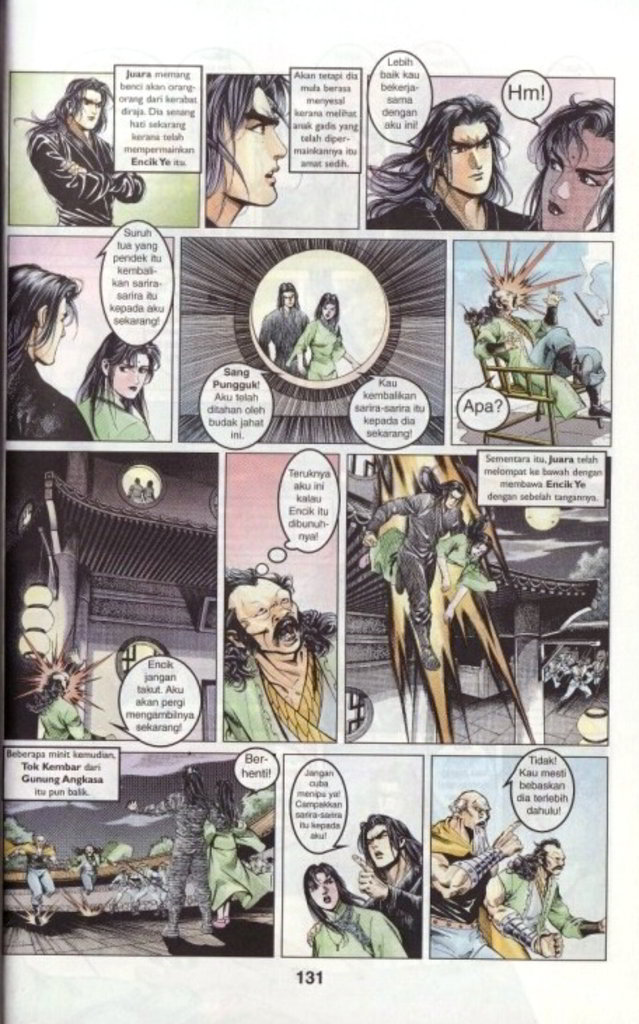 Juara memang
benci akan orang-
orang dari kerabat
diraja. Dia senang
hati sekarang
kerana telah
mempermainkan
Encik Ye itu.
Akan tetapi dia
mula berasa
menyesal
kerana melihat
anak gadis yang
telah diper-
mainkannya itu
amat sedih.
Lebih
baik kau
bekerja-
sama
dengan
aku ini!
Hm!
Suruh
tua yang
pendek itu
kembali-
kan sarira-
sarira itu
kepada aku
sekarang!
Sang
Pungguk!
Aku telah
ditahan oleh
budak jahat
ini.
Kau
kembalikan
sarira-sarira itu
kepada dia
sekarang!
Apa?
Encik
jangan
takut. Aku
akan pergi
mengambilnya
sekarang!
Teruknya
aku ini
kalau
Encik itu
dibunuh-
nya!
Sementara itu, Juara telah
melompat ke bawah dengan
membawa Encik Ye
dengan sebelah tangannya.
Beberapa minit kemudian,
Tok Kembar dari
Gunung Angkasa
itu pun balik.
Ber-
henti!
Jangan
cuba
menipu ya!
Campakkan
sarira-sarira
itu kepada
aku!
Tidak!
Kau mesti
bebaskan
dia terlebih
dahulu!
131